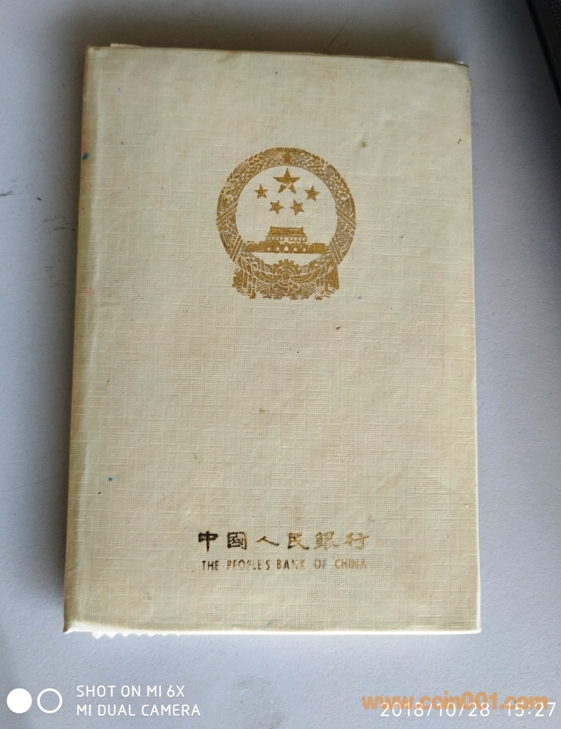 中國人民銀行
THE PEOPLE'S BANK OF CHINA
SHOT ON MI 6X
MI DUAL CAMERA
www.coin001.com
2018/10/28 15:27